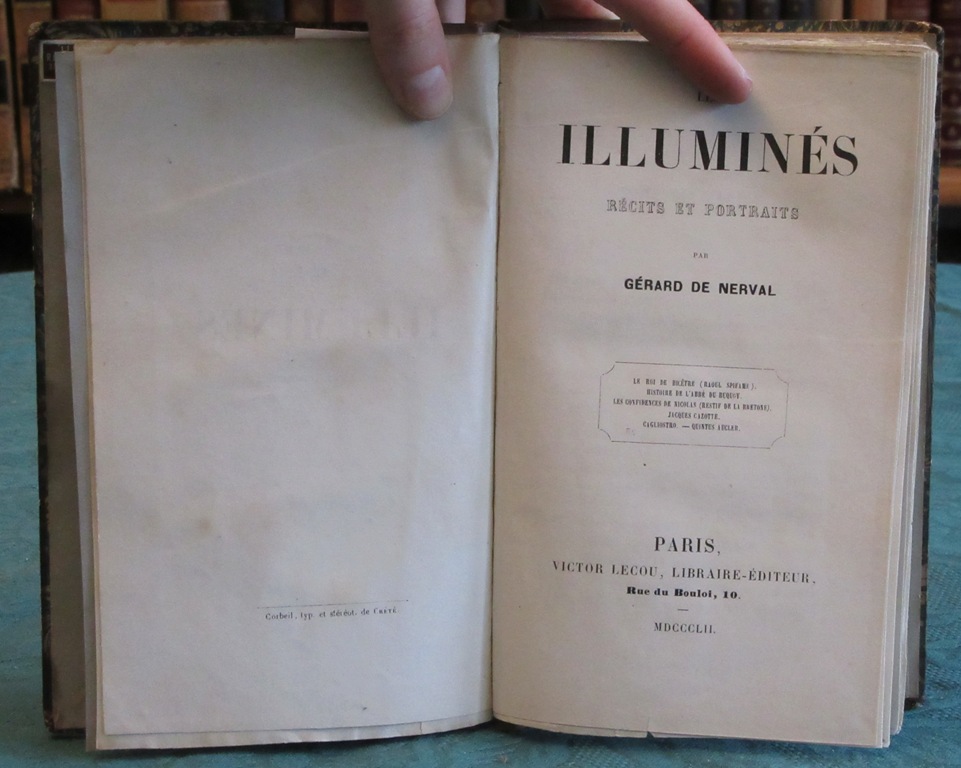 Corbeil, typ. et stéréot. de CRÉTÉ
ILLUMINÉS
RÉCITS ET PORTRAITS
PAR
GÉRARD DE NERVAL
LE ROI DE BICÊTRE (RAOUL SPIFAME).
HISTOIRE DE L'ABBÉ DU BUQUOY.
LES CONFIDENCES DE NICOLAS (RESTIF DE LA BRETONE).
JACQUES CAZOTTE.
CAGLIOSTRO. — QUINTUS AUCLER.
PARIS,
VICTOR LECOU, LIBRAIRE-ÉDITEUR,
Rue du Bouloi, 10.
—
MDCCCLII.